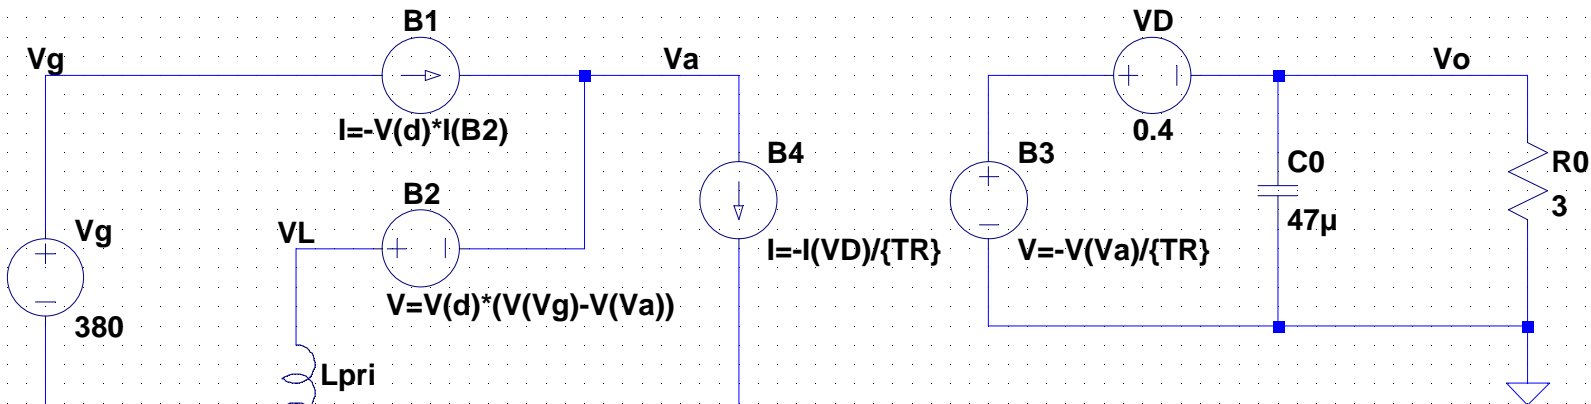 B1
VD
Vg
Va
Vo
I=-V(d)*I(B2)
0.4
B4
B3
C0
R0
B2
3
47µ
Vg
VL
I=-I(VD)/{TR}
V=-V(Va)/{TR}
V=V(d)*(V(Vg)-V(Va))
380
Lpri